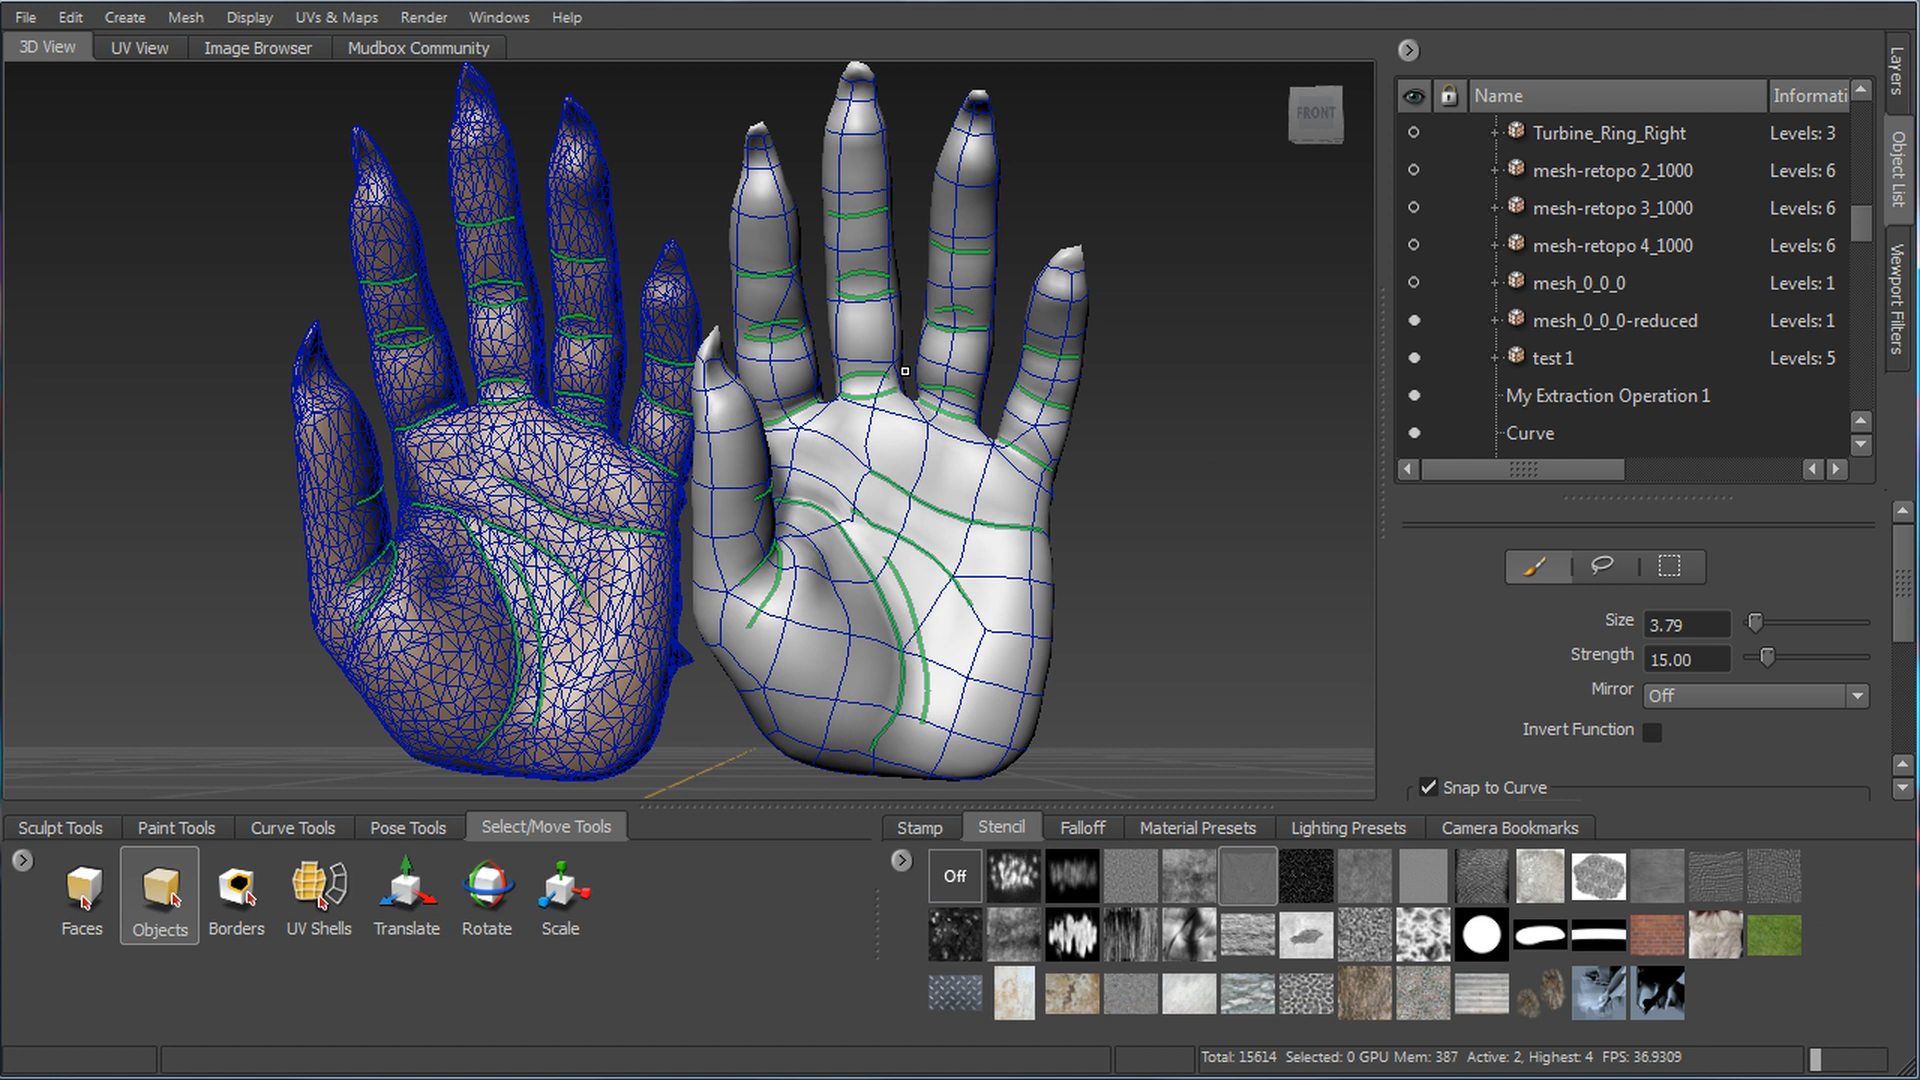 File Edit Create Mesh Display UVs & Maps Render Windows Help
3D View UV View Image Browser Mudbox Community
FRONT
Name Informati
Turbine_Ring_Right Levels: 3
mesh-retopo 2_1000 Levels: 6
mesh-retopo 3_1000 Levels: 6
mesh-retopo 4_1000 Levels: 6
mesh_0_0_0 Levels: 1
mesh_0_0_0-reduced Levels: 1
test 1 Levels: 5
My Extraction Operation 1
Curve
Layers
Object List
Viewport Filters
Size 3.79
Strength 15.00
Mirror Off
Invert Function
Snap to Curve
Sculpt Tools Paint Tools Curve Tools Pose Tools Select/Move Tools
Faces Objects Borders UV Shells Translate Rotate Scale
Stamp Stencil Falloff Material Presets Lighting Presets Camera Bookmarks
Off
Total: 15614 Selected: 0 GPU Mem: 387 Active: 2, Highest: 4 FPS: 36.9309